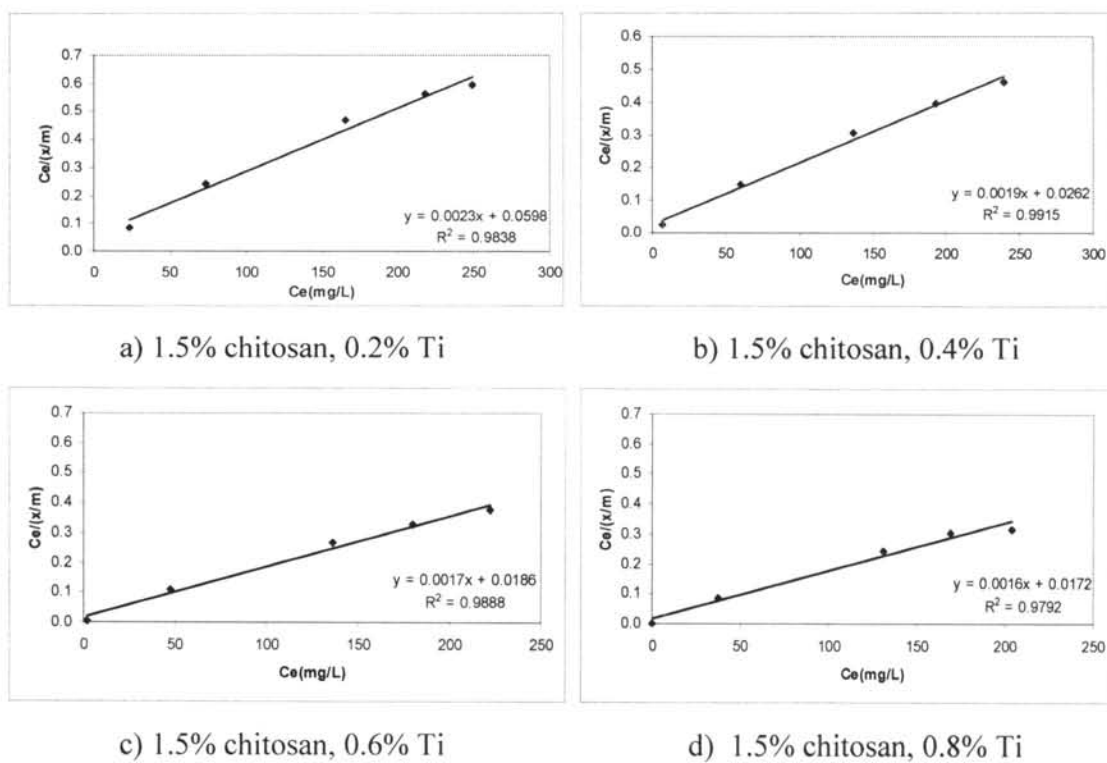 0.7
0.6
0.5
0.4
0.3
0.2
0.1
0.0
Ce/(x/m)
y = 0.0023x + 0.0598
R² = 0.9838
0 50 100 150 200 250 300
Ce(mg/L)
a) 1.5% chitosan, 0.2% Ti
0.6
0.5
0.4
0.3
0.2
0.1
0.0
Ce/(x/m)
y = 0.0019x + 0.0262
R² = 0.9915
0 50 100 150 200 250 300
Ce(mg/L)
b) 1.5% chitosan, 0.4% Ti
0.7
0.6
0.5
0.4
0.3
0.2
0.1
0.0
Ce/(x/m)
y = 0.0017x + 0.0186
R² = 0.9888
0 50 100 150 200 250
Ce(mg/L)
c) 1.5% chitosan, 0.6% Ti
0.7
0.6
0.5
0.4
0.3
0.2
0.1
0.0
Ce/(x/m)
y = 0.0016x + 0.0172
R² = 0.9792
0 50 100 150 200 250
Ce(mg/L)
d) 1.5% chitosan, 0.8% Ti